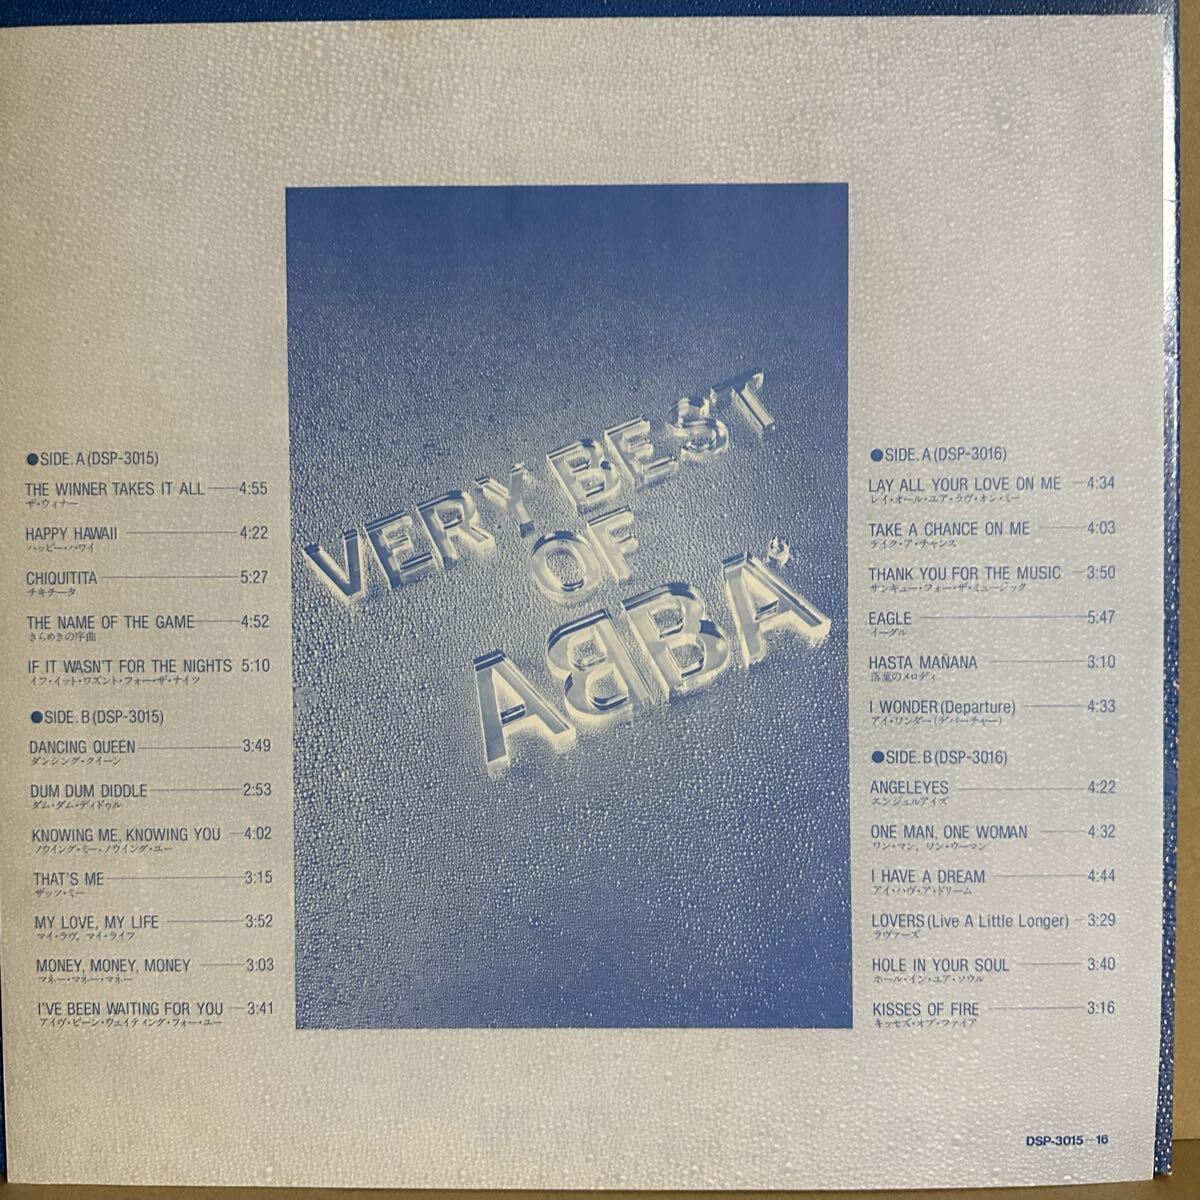 ●SIDE. A (DSP-3015)
THE WINNER TAKES IT ALL 4:55
ザ・ウィナー
HAPPY HAWAII 4:22
ハッピー・ハワイ
CHIQUITITA 5:27
チキチータ
THE NAME OF THE GAME 4:52
きらめきの序曲
IF IT WASN'T FOR THE NIGHTS 5:10
イフ・イット・ワズント・フォー・ザ・ナイツ
●SIDE. B (DSP-3015)
DANCING QUEEN 3:49
ダンシング・クイーン
DUM DUM DIDDLE 2:53
ダム・ダム・ディドゥル
KNOWING ME, KNOWING YOU 4:02
ノウイング・ミー、ノウイング・ユー
THAT'S ME 3:15
ザッツ・ミー
MY LOVE, MY LIFE 3:52
マイ・ラヴ，マイ・ライフ
MONEY, MONEY, MONEY 3:03
マネー・マネー・マネー
I'VE BEEN WAITING FOR YOU 3:41
アイヴ・ビーン・ウェイティング・フォー・ユー
VERY BEST
OF
ABBA
●SIDE. A (DSP-3016)
LAY ALL YOUR LOVE ON ME 4:34
レイ・オール・ユア・ラヴ・オン・ミー
TAKE A CHANCE ON ME 4:03
テイク・ア・チャンス
THANK YOU FOR THE MUSIC 3:50
サンキュー・フォー・ザ・ミュージック
EAGLE 5:47
イーグル
HASTA MAÑANA 3:10
落葉のメロディ
I WONDER (Departure) 4:33
アイ・ワンダー（デパーチャー）
●SIDE. B (DSP-3016)
ANGELEYES 4:22
エンジェルアイズ
ONE MAN, ONE WOMAN 4:32
ワン・マン，ワン・ウーマン
I HAVE A DREAM 4:44
アイ・ハヴ・ア・ドリーム
LOVERS (Live A Little Longer) 3:29
ラヴァーズ
HOLE IN YOUR SOUL 3:40
ホール・イン・ユア・ソウル
KISSES OF FIRE 3:16
キッセズ・オブ・ファイア
DSP-3015~16